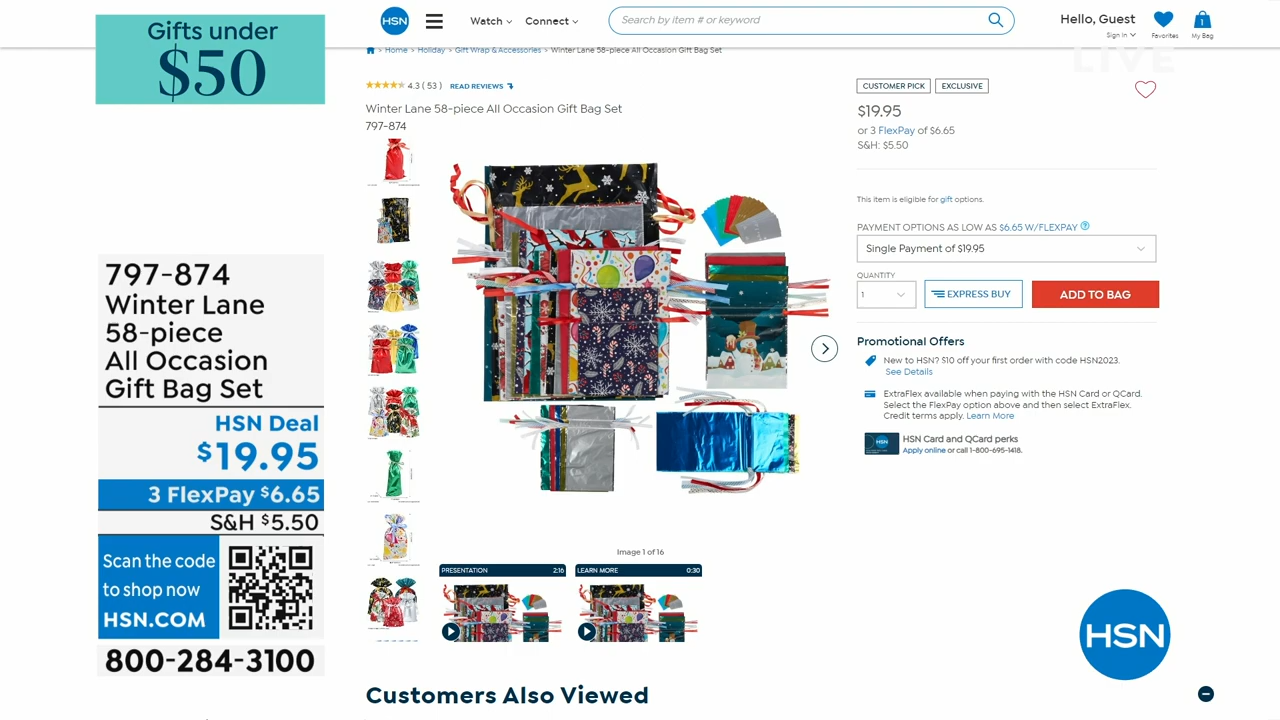 Gifts under
$50
HSN
Watch
Connect
Search by item # or keyword
Hello, Guest
Sign in
Favorites
1
My Bag
LIVE
> Home > Holiday > Gift Wrap & Accessories > Winter Lane 58-piece All Occasion Gift Bag Set
4.3 ( 53 ) READ REVIEWS
Winter Lane 58-piece All Occasion Gift Bag Set
797-874
CUSTOMER PICK
EXCLUSIVE
$19.95
or 3 FlexPay of $6.65
S&H: $5.50
This item is eligible for gift options.
PAYMENT OPTIONS AS LOW AS $6.65 W/FLEXPAY
Single Payment of $19.95
QUANTITY
1
EXPRESS BUY
ADD TO BAG
Promotional Offers
New to HSN? $10 off your first order with code HSN2023.
See Details
ExtraFlex available when paying with the HSN Card or QCard.
Select the FlexPay option above and then select ExtraFlex.
Credit terms apply. Learn More
HSN
HSN Card and QCard perks
Apply online or call 1-800-695-1418.
797-874
Winter Lane
58-piece
All Occasion
Gift Bag Set
HSN Deal
$19.95
3 FlexPay $6.65
S&H $5.50
Scan the code
to shop now
HSN.COM
800-284-3100
Image 1 of 16
PRESENTATION 2:16
LEARN MORE 0:30
HSN
Customers Also Viewed